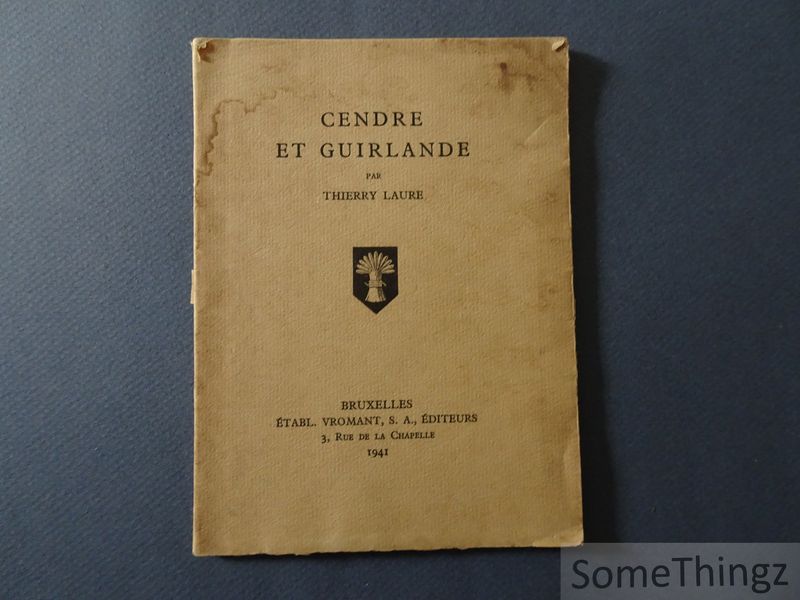 CENDRE
ET GUIRLANDE
PAR
THIERRY LAURE
BRUXELLES
ÉTABL. VROMANT, S. A., ÉDITEURS
3, RUE DE LA CHAPELLE
1941
SomeThingz